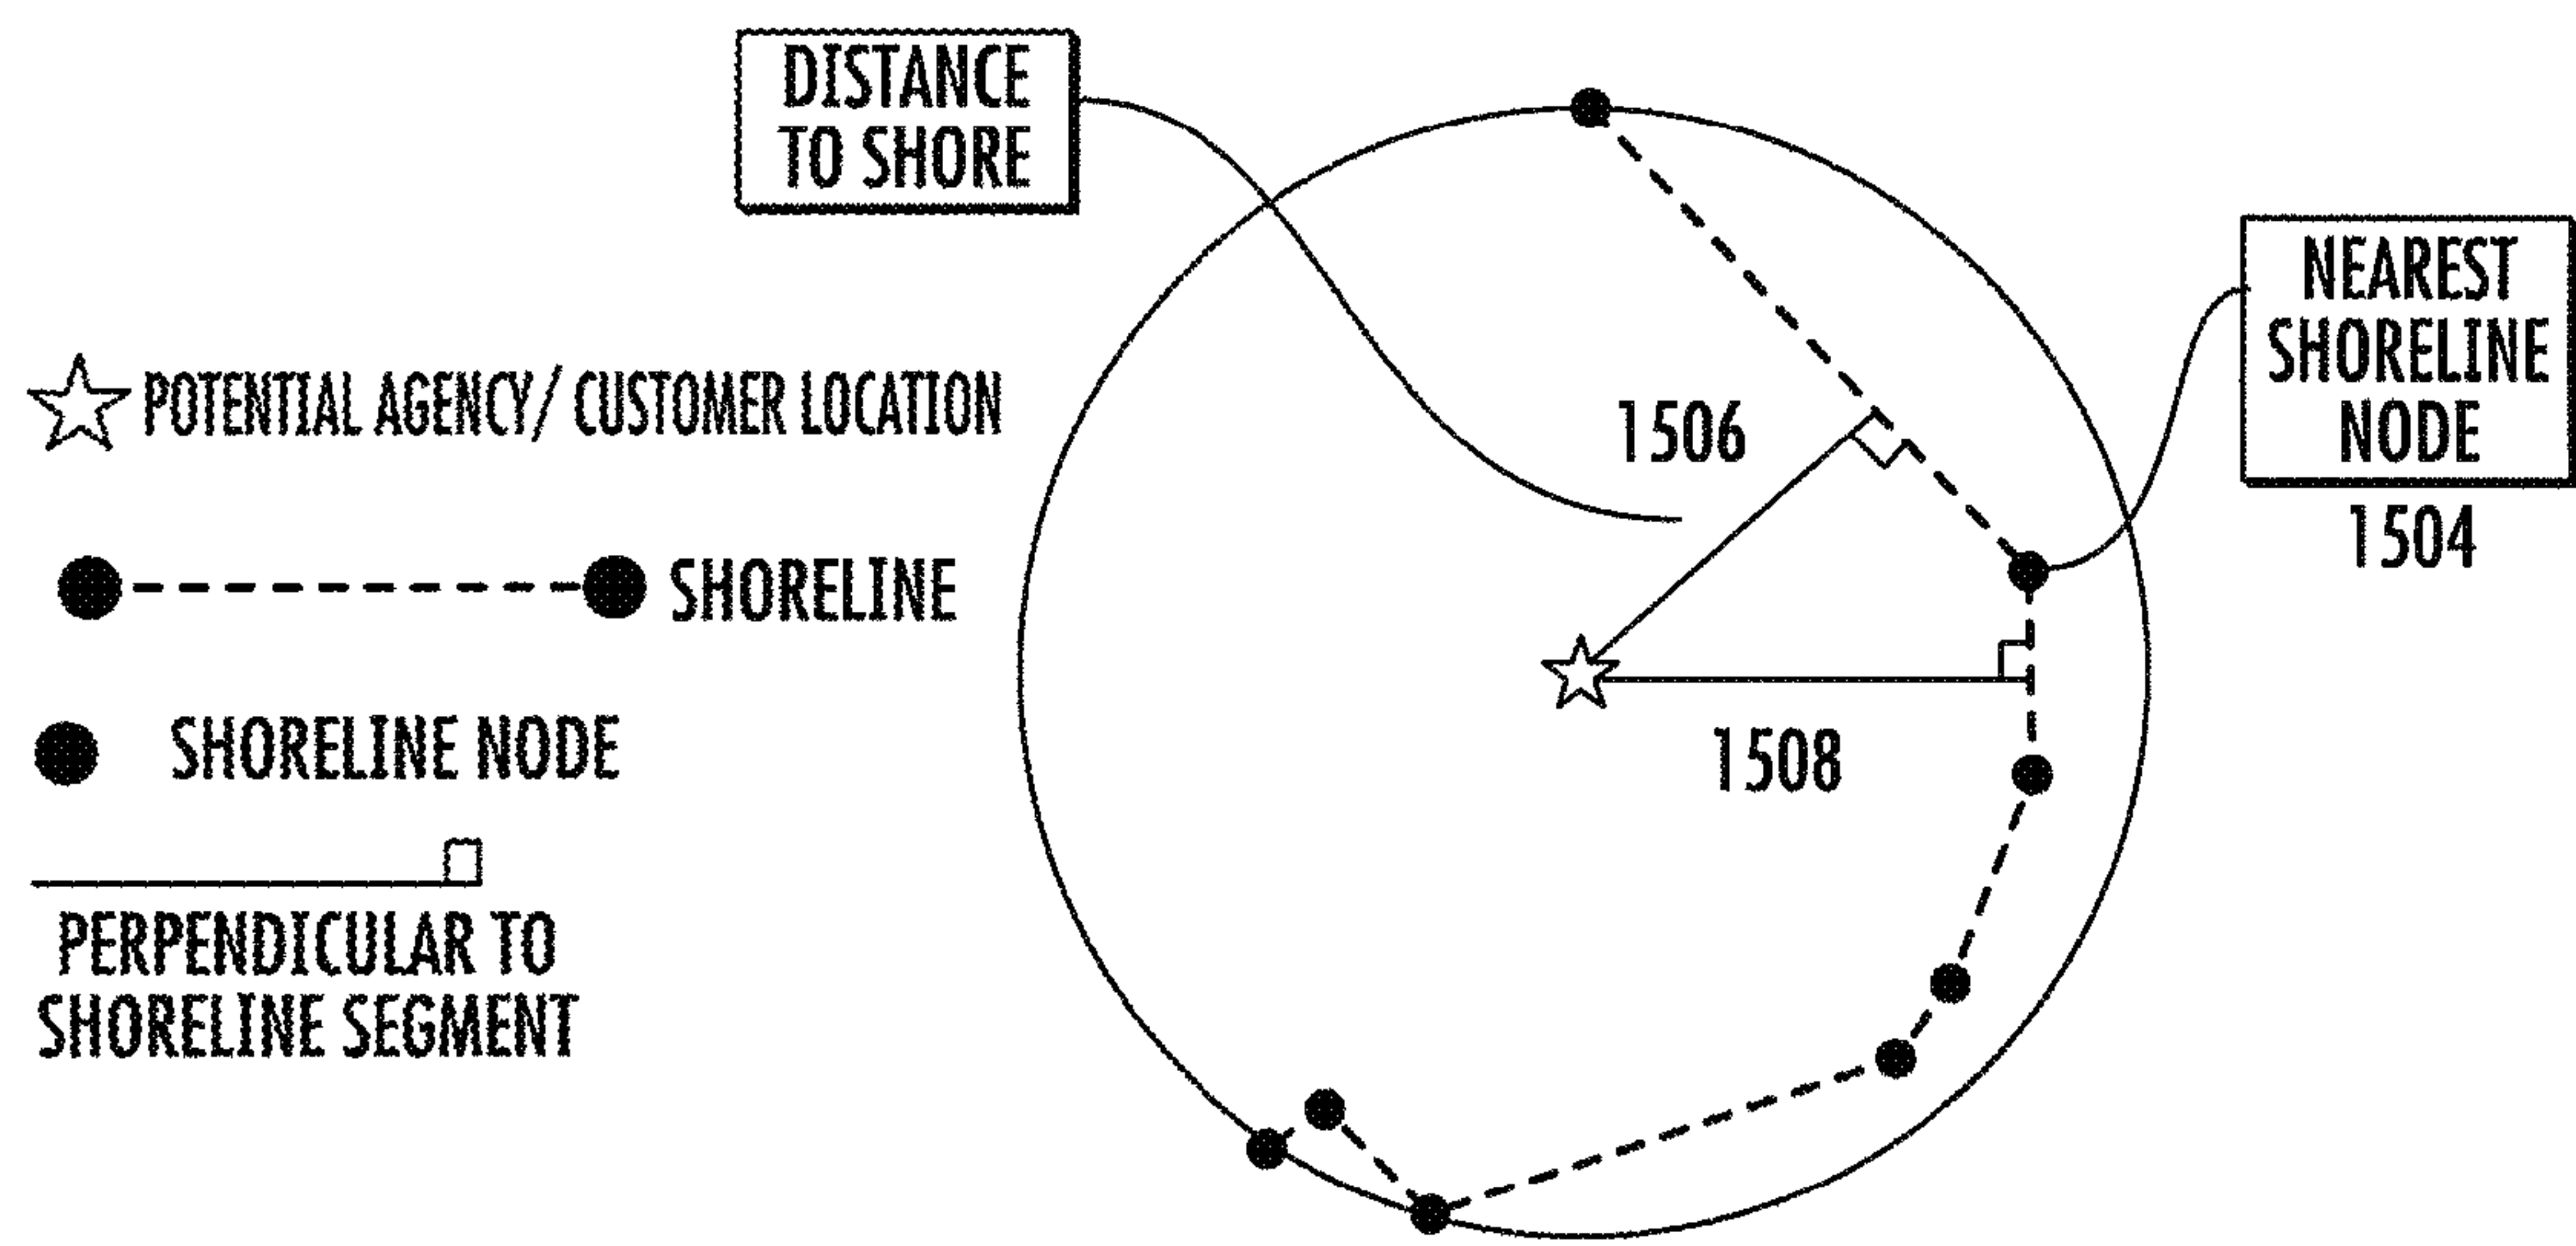 DISTANCE
TO SHORE
NEAREST
SHORELINE
NODE
1504
POTENTIAL AGENCY/ CUSTOMER LOCATION
1506
SHORELINE
1508
SHORELINE NODE
PERPENDICULAR TO
SHORELINE SEGMENT